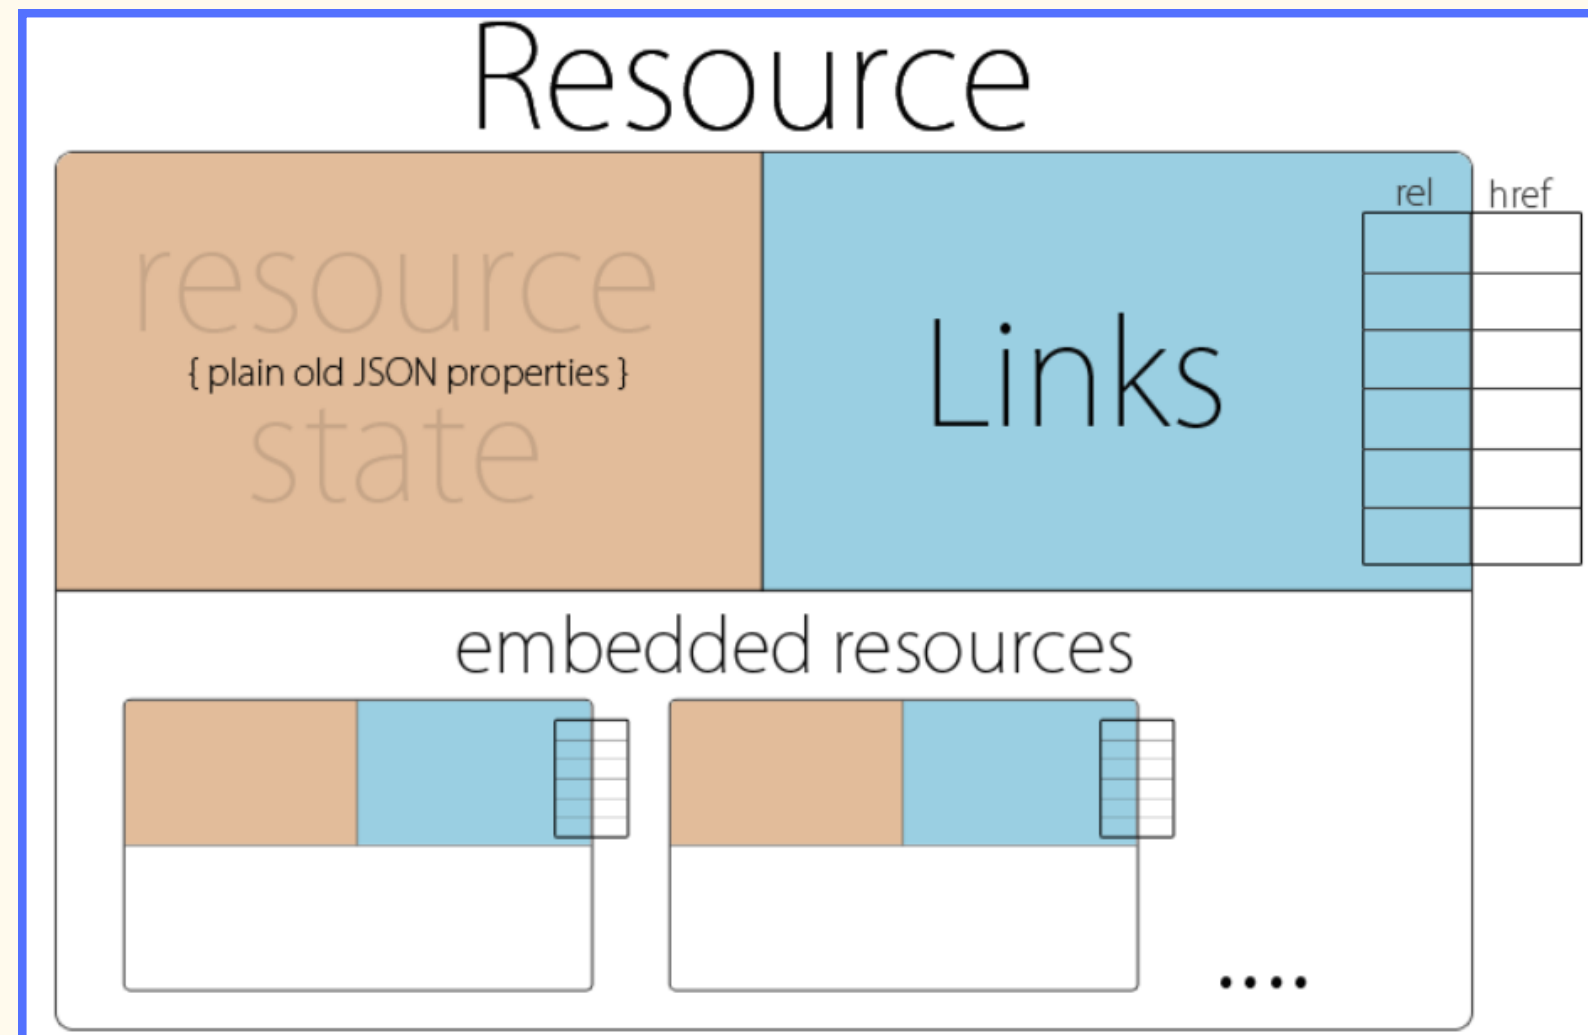 Resource
rel href
resource
{ plain old JSON properties }
state
Links
embedded resources
....